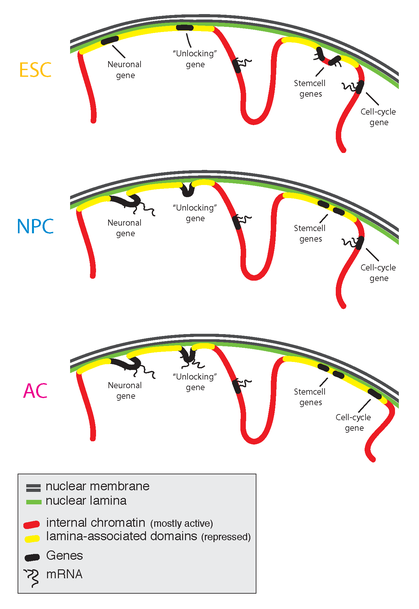 ESC
Neuronal
gene
"Unlocking"
gene
Stemcell
genes
Cell-cycle
gene
NPC
Neuronal
gene
"Unlocking"
gene
Stemcell
genes
Cell-cycle
gene
AC
Neuronal
gene
"Unlocking"
gene
Stemcell
genes
Cell-cycle
gene
nuclear membrane
nuclear lamina
internal chromatin (mostly active)
lamina-associated domains (repressed)
Genes
mRNA